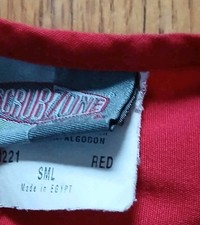 SCRUBZONE
ALGODON
221 RED
SML
Made in EGYPT